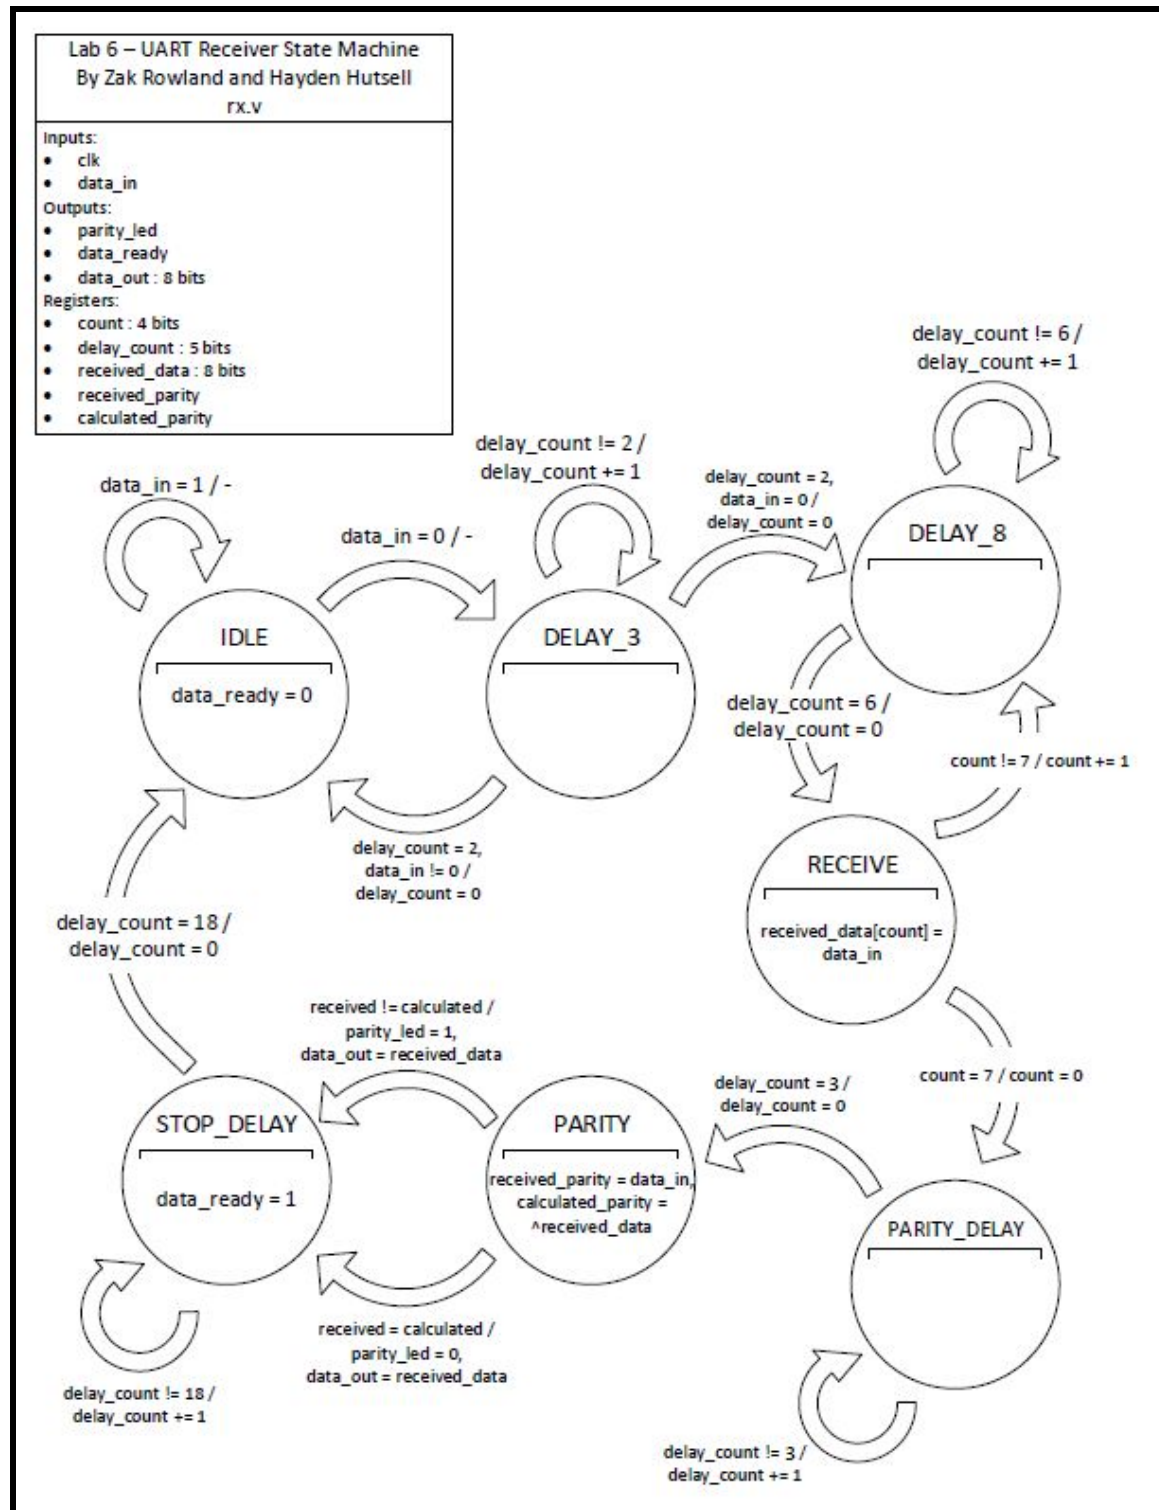 Lab 6 – UART Receiver State Machine
By Zak Rowland and Hayden Hutsell
rx.v
Inputs:
• clk
• data_in
Outputs:
• parity_led
• data_ready
• data_out : 8 bits
Registers:
• count : 4 bits
• delay_count : 5 bits
• received_data : 8 bits
• received_parity
• calculated_parity
delay_count != 6 /
delay_count += 1
delay_count != 2 /
delay_count += 1
data_in = 1 / -
data_in = 0 / -
delay_count = 2,
data_in = 0 /
delay_count = 0
DELAY_8
IDLE
data_ready = 0
DELAY_3
delay_count = 6 /
delay_count = 0
count != 7 / count += 1
delay_count = 2,
data_in != 0 /
delay_count = 0
RECEIVE
received_data[count] =
data_in
delay_count = 18 /
delay_count = 0
received != calculated /
parity_led = 1,
data_out = received_data
count = 7 / count = 0
delay_count = 3 /
delay_count = 0
STOP_DELAY
data_ready = 1
PARITY
received_parity = data_in,
calculated_parity =
^received_data
PARITY_DELAY
received = calculated /
parity_led = 0,
data_out = received_data
delay_count != 18 /
delay_count += 1
delay_count != 3 /
delay_count += 1